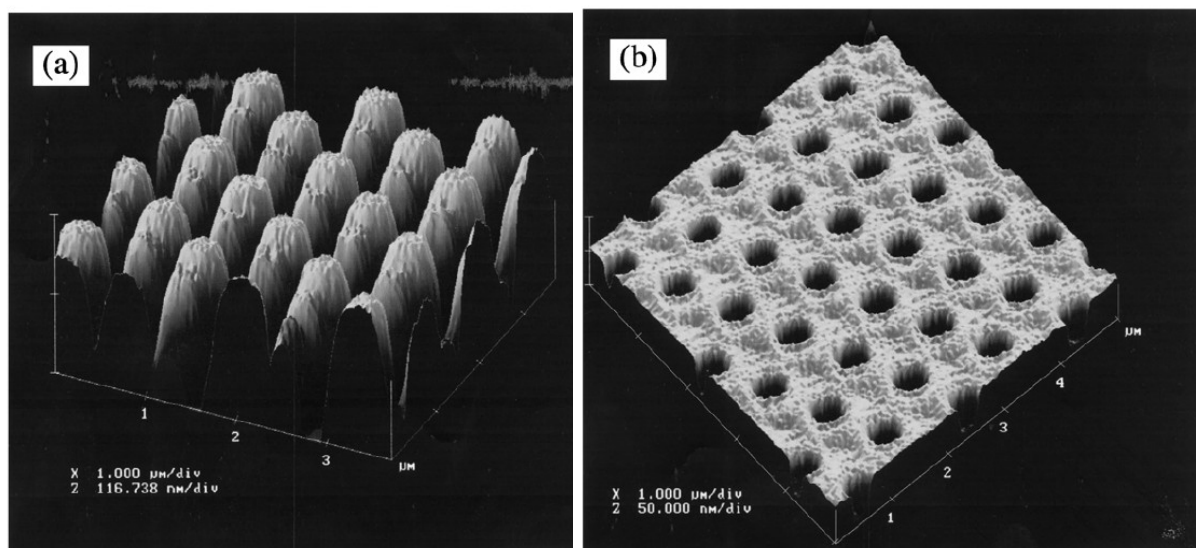 (a)
1
2
3
µm
X 1.000 µm/div
Z 116.738 nm/div
(b)
4
µm
3
2
1
X 1.000 µm/div
Z 50.000 nm/div